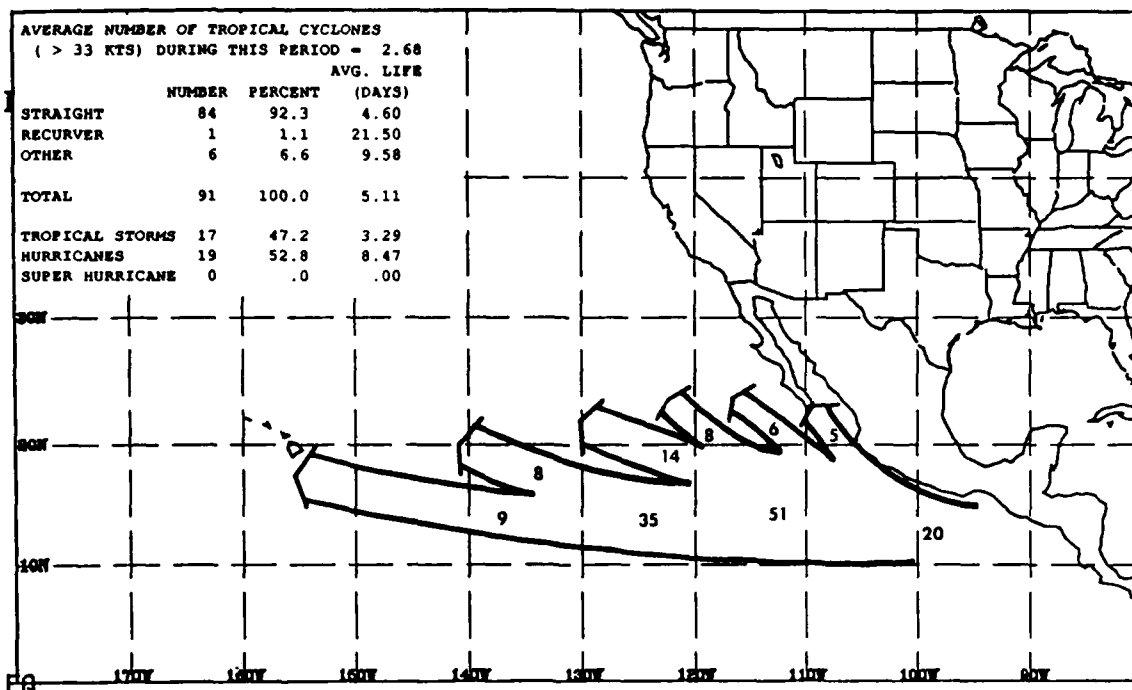 AVERAGE NUMBER OF TROPICAL CYCLONES
( > 33 KTS) DURING THIS PERIOD = 2.68
AVG. LIFE
NUMBER PERCENT (DAYS)
STRAIGHT 84 92.3 4.60
RECURVER 1 1.1 21.50
OTHER 6 6.6 9.58
TOTAL 91 100.0 5.11
TROPICAL STORMS 17 47.2 3.29
HURRICANES 19 52.8 8.47
SUPER HURRICANE 0 .0 .00
30N
20N
8 6 5
14
8
9 35 51 20
10N
170W 160W 150W 140W 130W 120W 110W 100W 90W